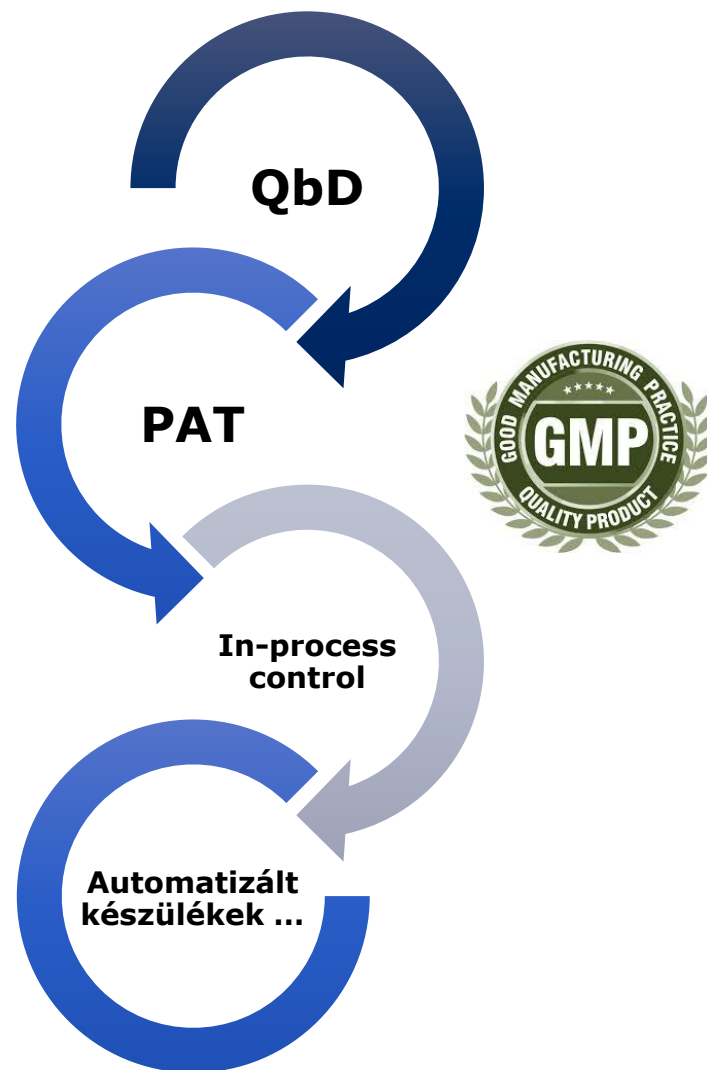 QbD
PAT
GOOD MANUFACTURING PRACTICE
GMP
QUALITY PRODUCT
In-process
control
Automatizált
készülékek ...